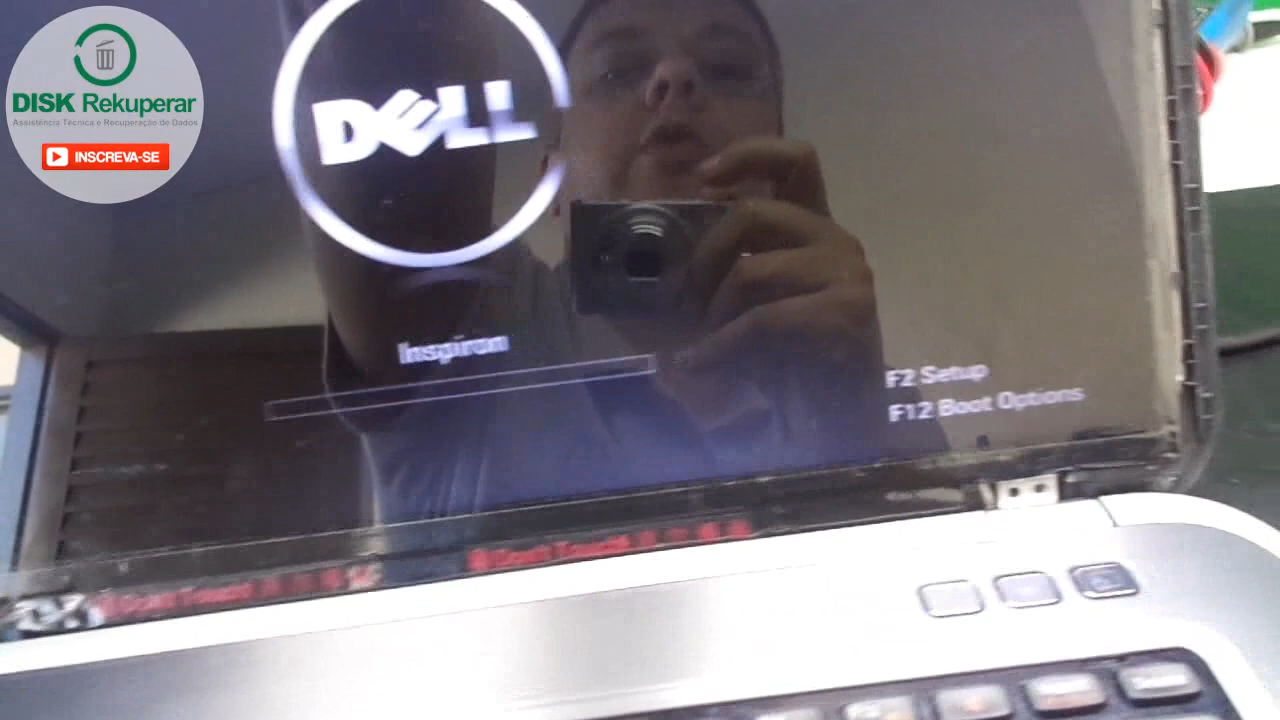 DISK Rekuperar
Assistência Técnica e Recuperação de Dados
INSCREVA-SE
DELL
Inspiron
F2 Setup
F12 Boot Options